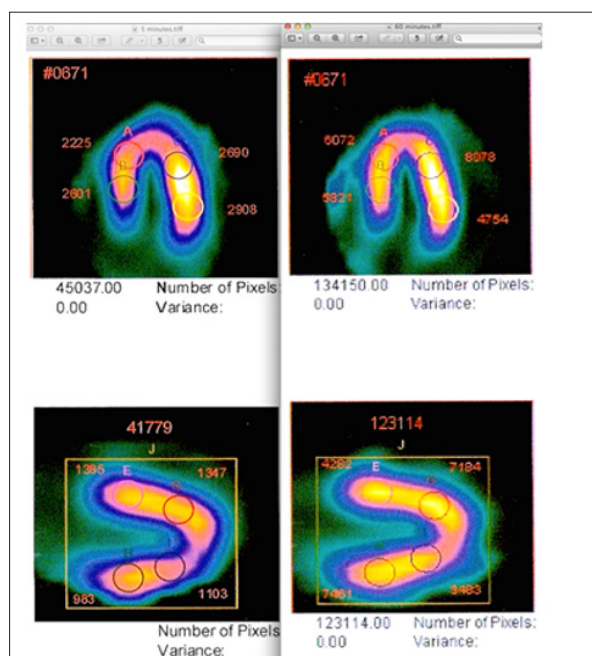 5 minutes.tiff
60 minutes.tiff
#0671
A
2225
2690
B
2601
2908
45037.00 Number of Pixels:
0.00 Variance:
#0671
A
6072
8078
B
5821
4754
134150.00 Number of Pixels:
0.00 Variance:
41779
J
1385
E
1347
G
H
983
1103
Number of Pixels:
Variance:
123114
J
4282
E
7184
7461
3483
123114.00 Number of Pixels:
0.00 Variance: